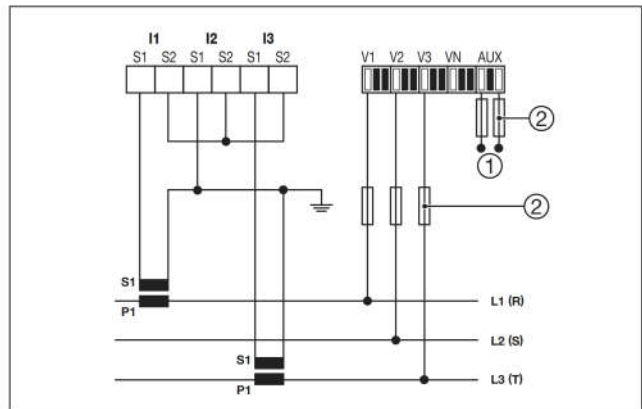 I1 I2 I3
S1 S2 S1 S2 S1 S2
V1 V2 V3 VN AUX
2
1
2
S1
P1
L1 (R)
L2 (S)
S1
P1
L3 (T)